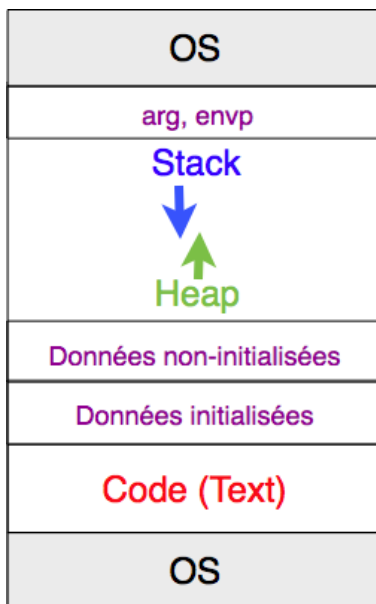 OS
arg, envp
Stack
Heap
Données non-initialisées
Données initialisées
Code (Text)
OS